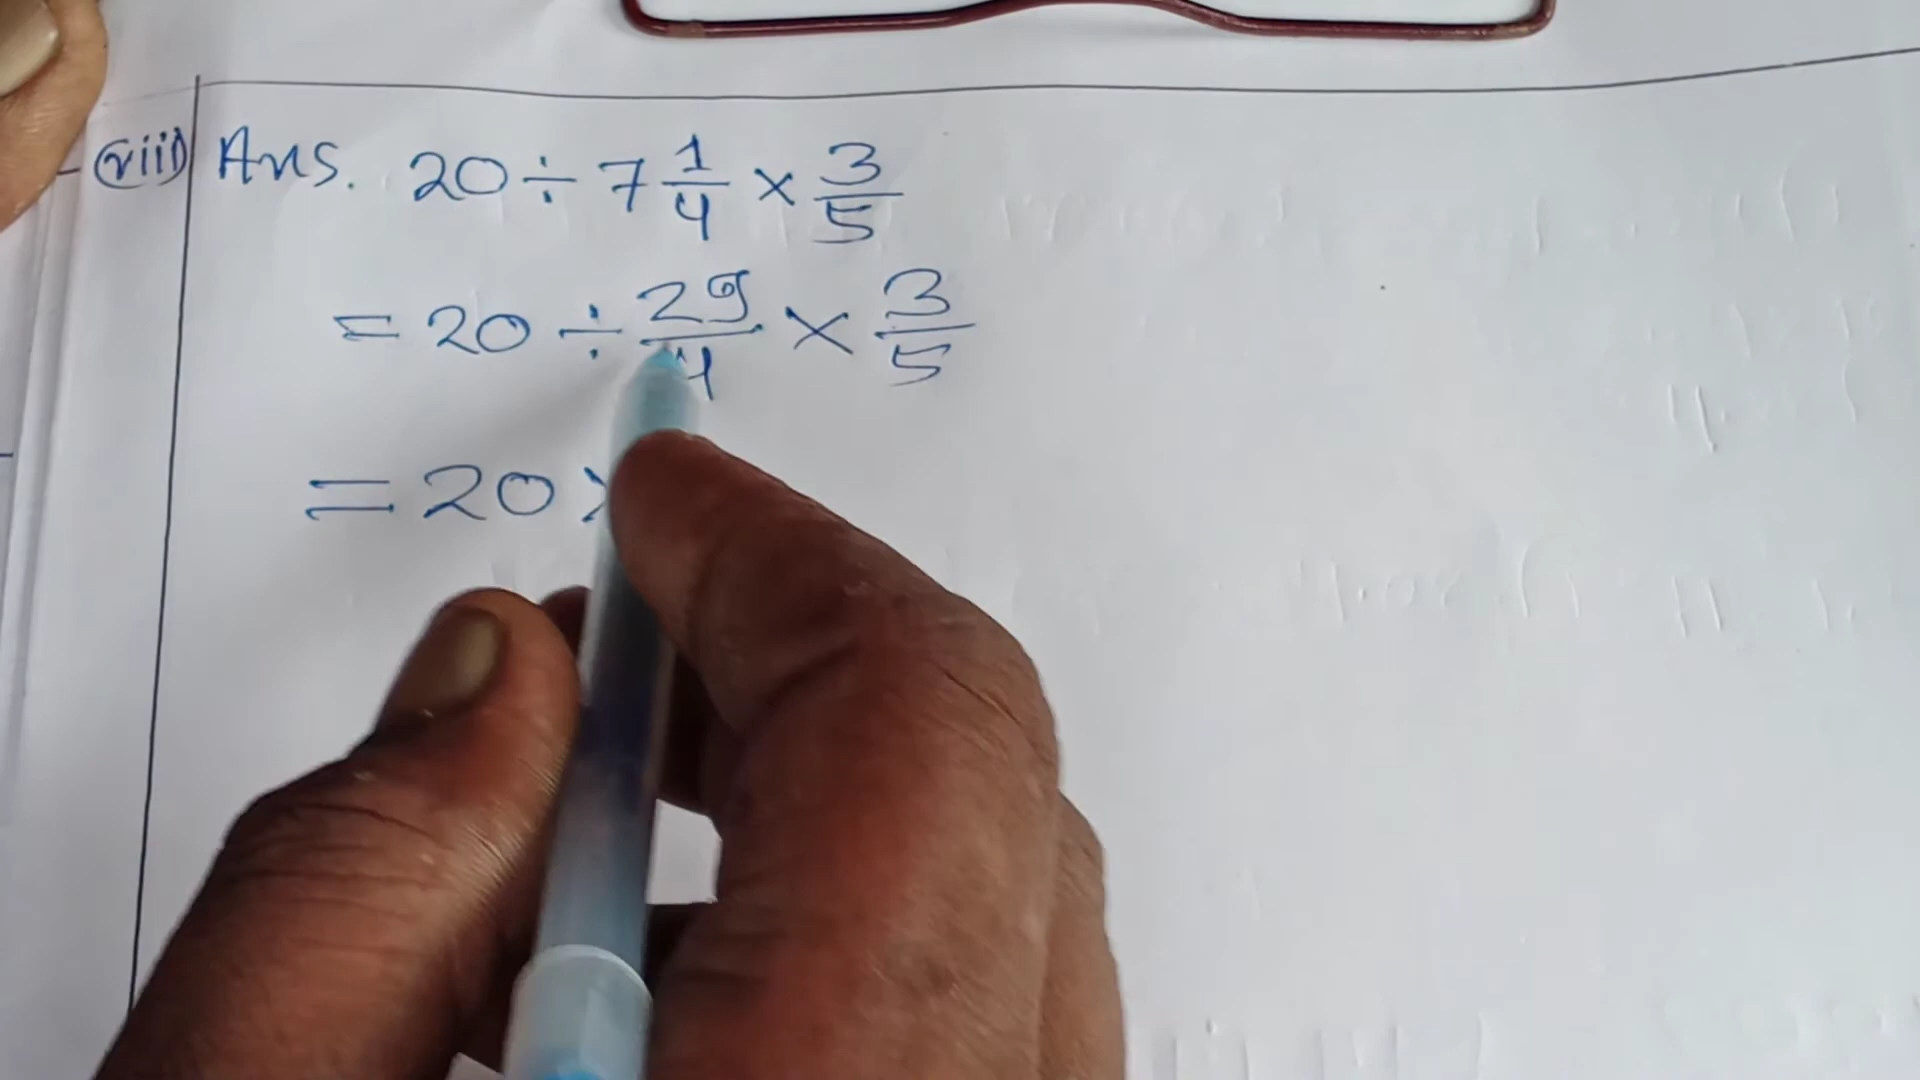 viii) Ans. 20 ÷ 7 1/4 × 3/5
= 20 ÷ 29/4 × 3/5
= 20 ×